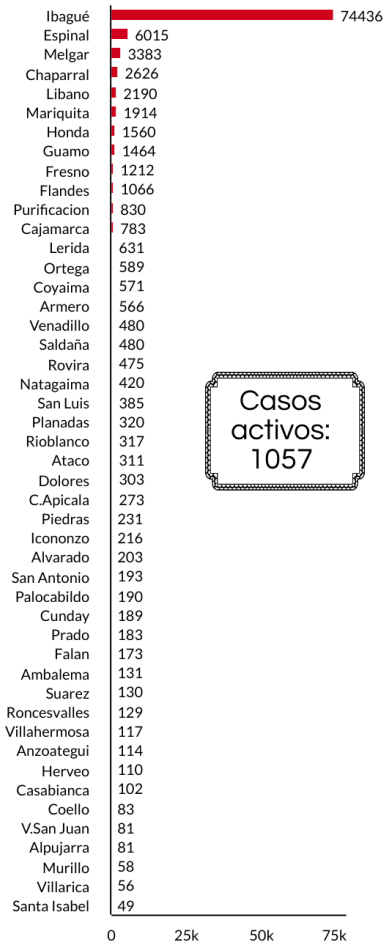 Ibagué 74436
Espinal 6015
Melgar 3383
Chaparral 2626
Libano 2190
Mariquita 1914
Honda 1560
Guamo 1464
Fresno 1212
Flandes 1066
Purificacion 830
Cajamarca 783
Lerida 631
Ortega 589
Coyaima 571
Armero 566
Venadillo 480
Saldaña 480
Rovira 475
Natagaima 420
San Luis 385
Planadas 320
Rioblanco 317
Ataco 311
Dolores 303
C.Apicala 273
Piedras 231
Icononzo 216
Alvarado 203
San Antonio 193
Palocabildo 190
Cunday 189
Prado 183
Falan 173
Ambalema 131
Suarez 130
Roncesvalles 129
Villahermosa 117
Anzoategui 114
Herveo 110
Casabianca 102
Coello 83
V.San Juan 81
Alpujarra 81
Murillo 58
Villarica 56
Santa Isabel 49
0 25k 50k 75k
Casos
activos:
1057